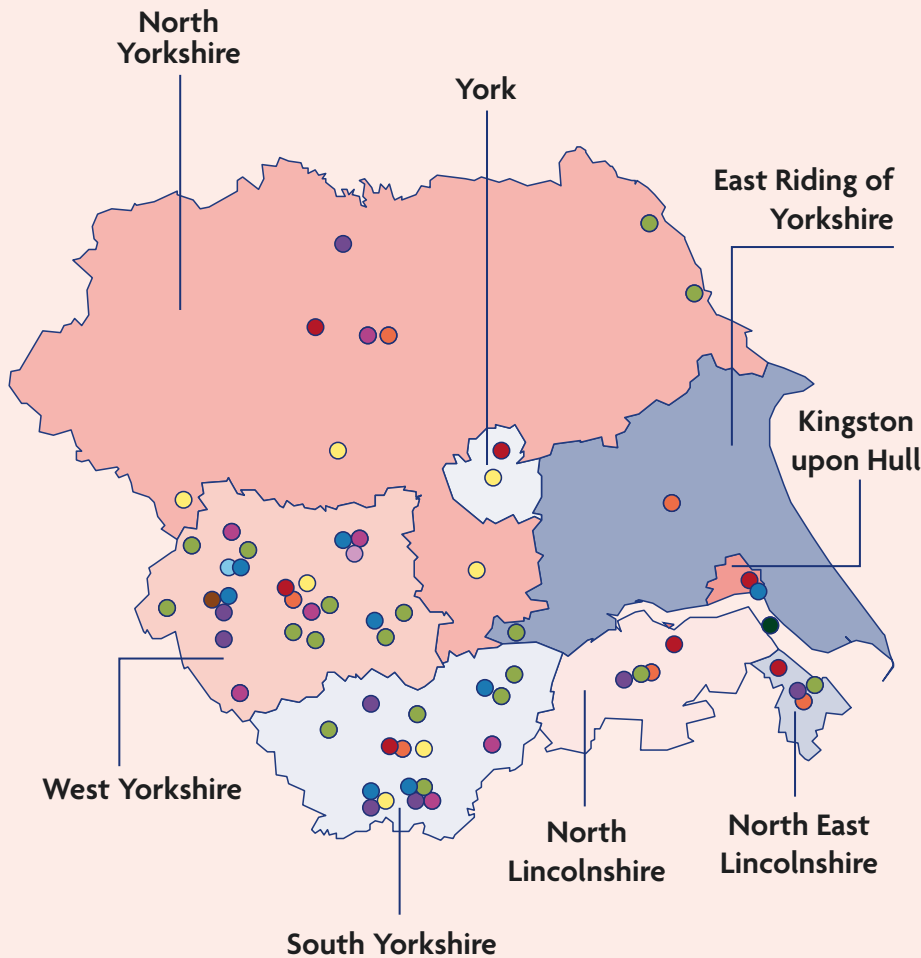 North
Yorkshire
York
East Riding of
Yorkshire
Kingston
upon Hull
West Yorkshire
North
Lincolnshire
North East
Lincolnshire
South Yorkshire